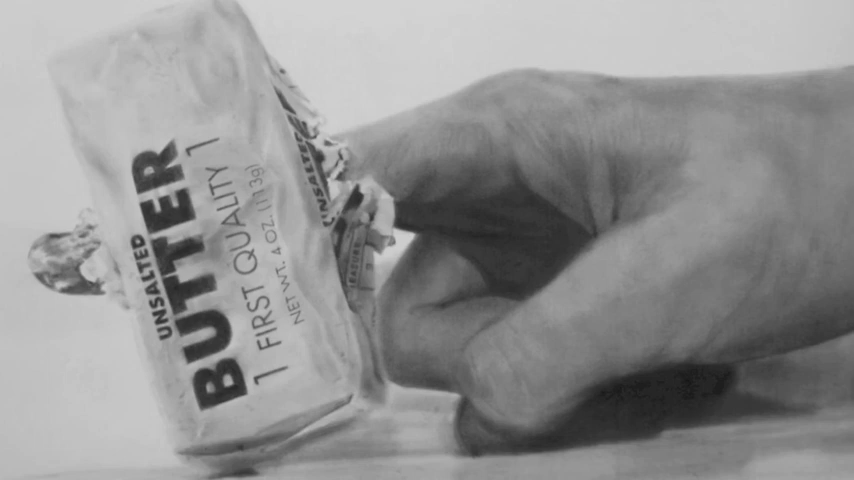 UNSALTED
BUTTER
1 FIRST QUALITY 1
NET WT. 4 OZ. (113g)
UNSALTED